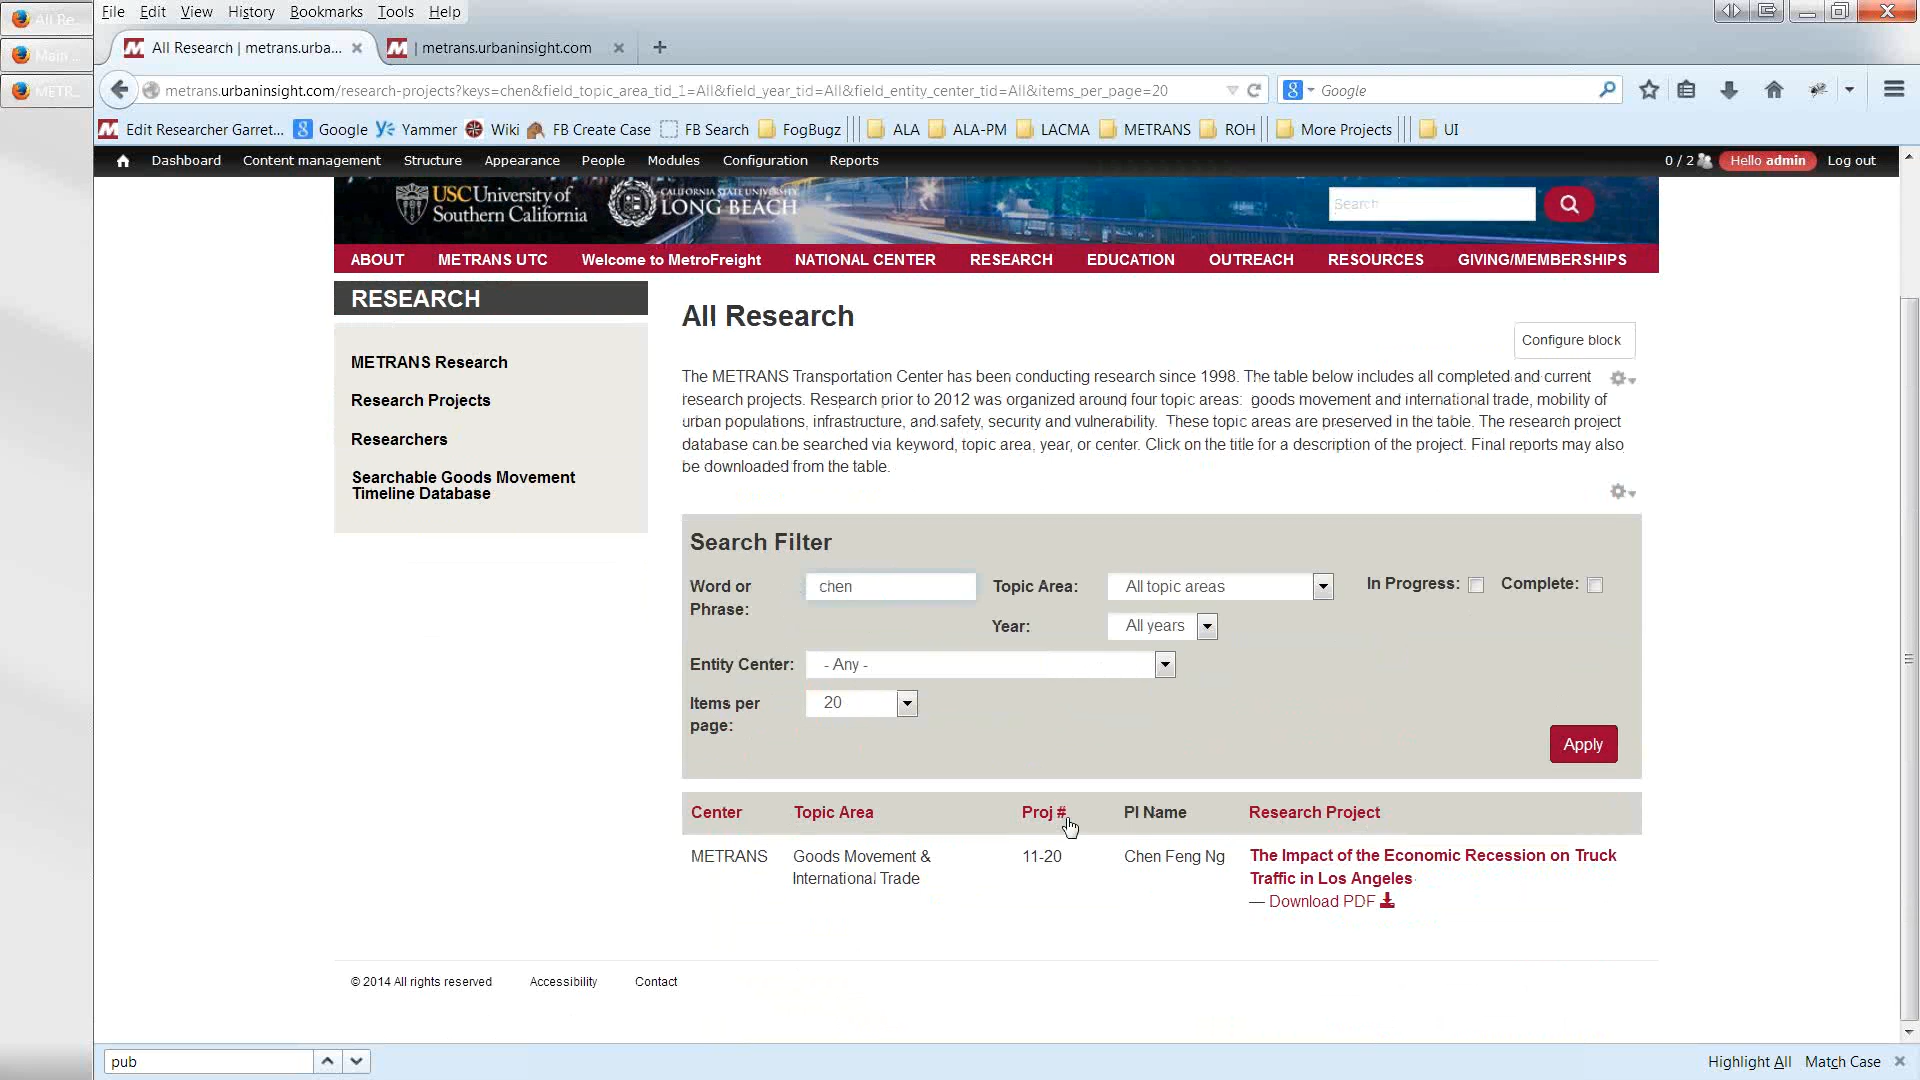 All Re...
Main ...
METR...
File Edit View History Bookmarks Tools Help
All Research | metrans.urba...
| metrans.urbaninsight.com
metrans.urbaninsight.com/research-projects?keys=chen&field_topic_area_tid_1=All&field_year_tid=All&field_entity_center_tid=All&items_per_page=20
Google
Edit Researcher Garret... Google Yammer Wiki FB Create Case FB Search FogBugz ALA ALA-PM LACMA METRANS ROH More Projects UI
Dashboard Content management Structure Appearance People Modules Configuration Reports
0 / 2 Hello admin Log out
USC University of
Southern California
CALIFORNIA STATE UNIVERSITY
LONG BEACH
Search
ABOUT METRANS UTC Welcome to MetroFreight NATIONAL CENTER RESEARCH EDUCATION OUTREACH RESOURCES GIVING/MEMBERSHIPS
RESEARCH
METRANS Research
Research Projects
Researchers
Searchable Goods Movement
Timeline Database
All Research
Configure block
The METRANS Transportation Center has been conducting research since 1998. The table below includes all completed and current
research projects. Research prior to 2012 was organized around four topic areas: goods movement and international trade, mobility of
urban populations, infrastructure, and safety, security and vulnerability. These topic areas are preserved in the table. The research project
database can be searched via keyword, topic area, year, or center. Click on the title for a description of the project. Final reports may also
be downloaded from the table.
Search Filter
Word or
Phrase:
chen
Topic Area: All topic areas
In Progress: Complete:
Year: All years
Entity Center: - Any -
Items per
page:
20
Apply
Center Topic Area Proj # PI Name Research Project
METRANS Goods Movement &
International Trade
11-20 Chen Feng Ng
The Impact of the Economic Recession on Truck
Traffic in Los Angeles
— Download PDF
© 2014 All rights reserved Accessibility Contact
pub
Highlight All Match Case